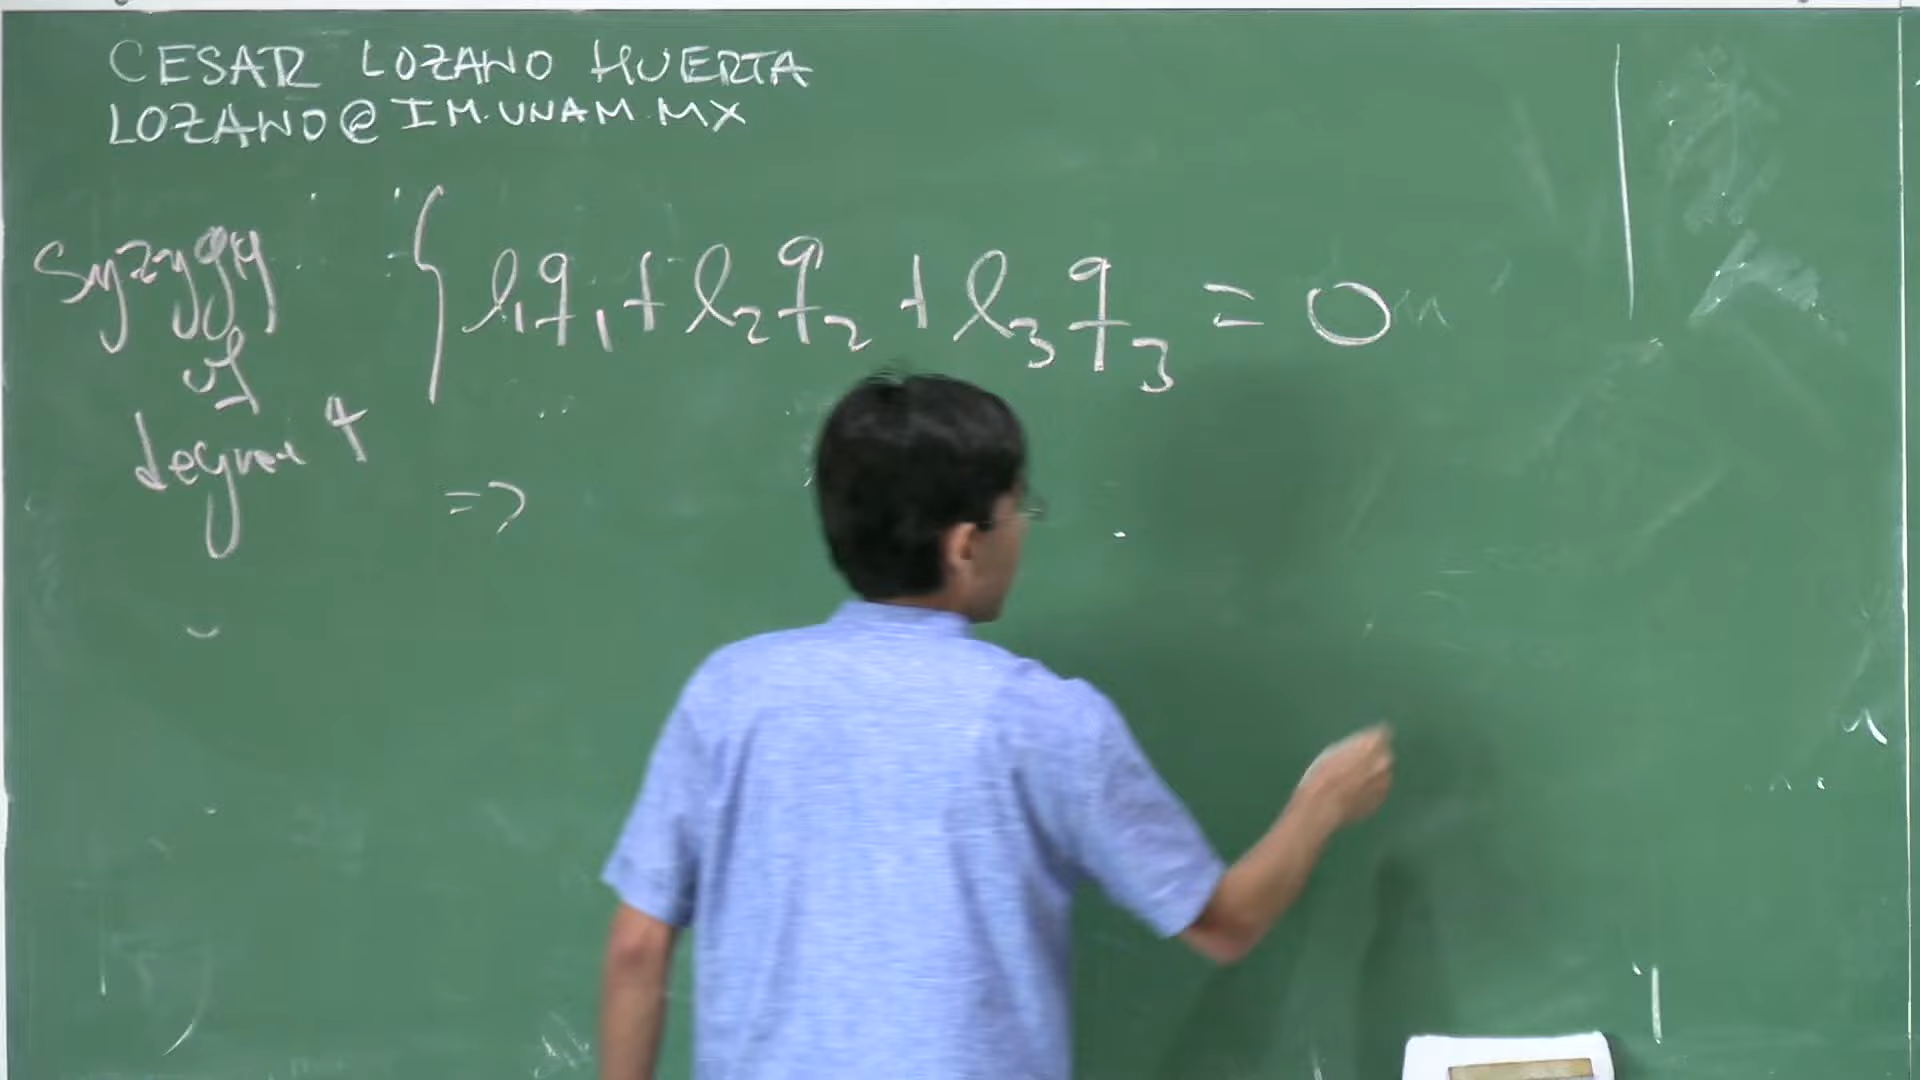 CESAR LOZANO HUERTA
LOZANO@IM.UNAM.MX
Syzygy
of
degree 4
{ l₁q₁ + l₂q₂ + l₃q₃ = 0
=>